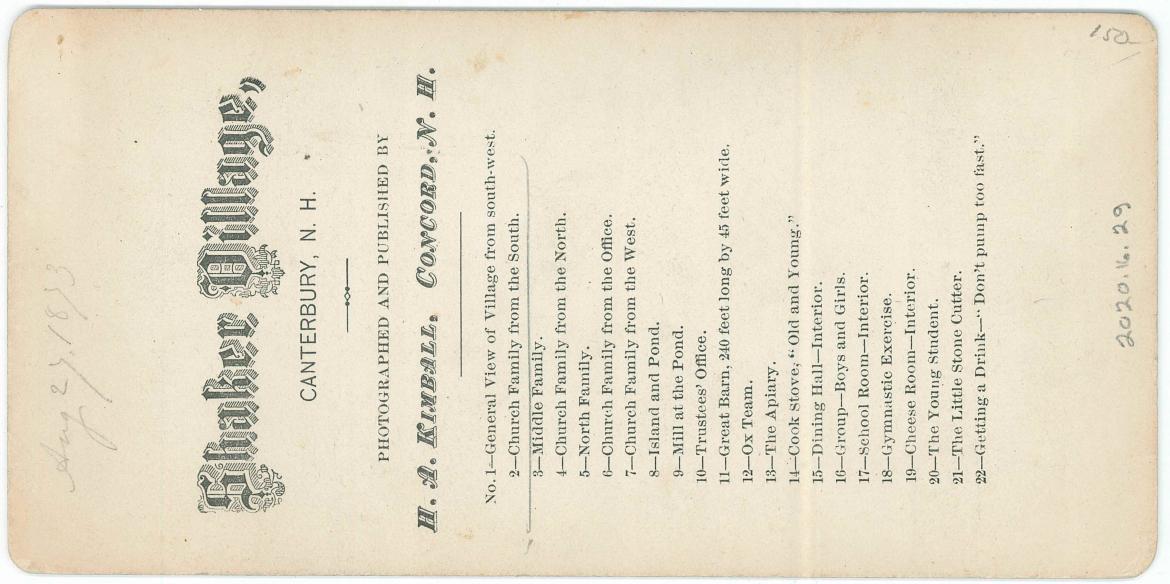 Aug 27, 1873
Shaker Village,
CANTERBURY, N. H.
PHOTOGRAPHED AND PUBLISHED BY
H. A. KIMBALL, CONCORD, N. H.
No. 1—General View of Village from south-west.
2—Church Family from the South.
3—Middle Family.
4—Church Family from the North.
5—North Family.
6—Church Family from the Office.
7—Church Family from the West.
8—Island and Pond.
9—Mill at the Pond.
10—Trustees' Office.
11—Great Barn, 240 feet long by 45 feet wide.
12—Ox Team.
13—The Apiary.
14—Cook Stove, "Old and Young."
15—Dining Hall—Interior.
16—Group—Boys and Girls.
17—School Room—Interior.
18—Gymnastic Exercise.
19—Cheese Room—Interior.
20—The Young Student.
21—The Little Stone Cutter.
22—Getting a Drink—"Don't pump too fast."
2020.16.29